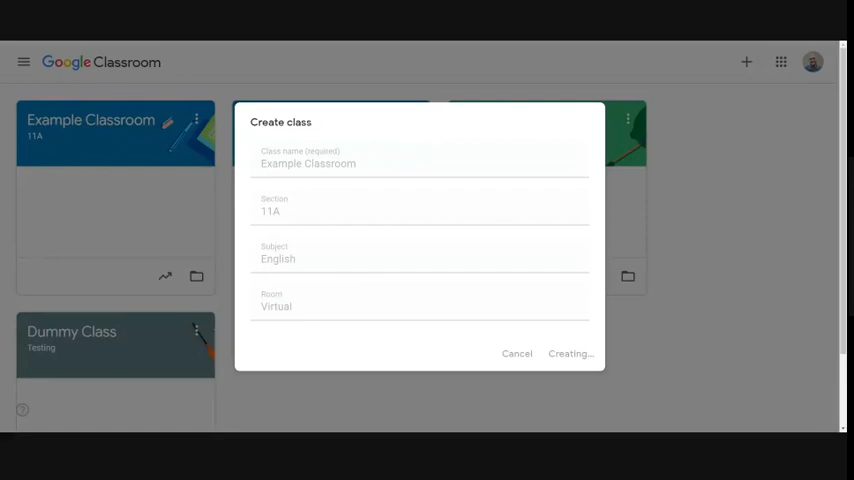 Google Classroom
Example Classroom
11A
Create class
Class name (required)
Example Classroom
Section
11A
Subject
English
Room
Virtual
Cancel
Creating...
Dummy Class
Testing